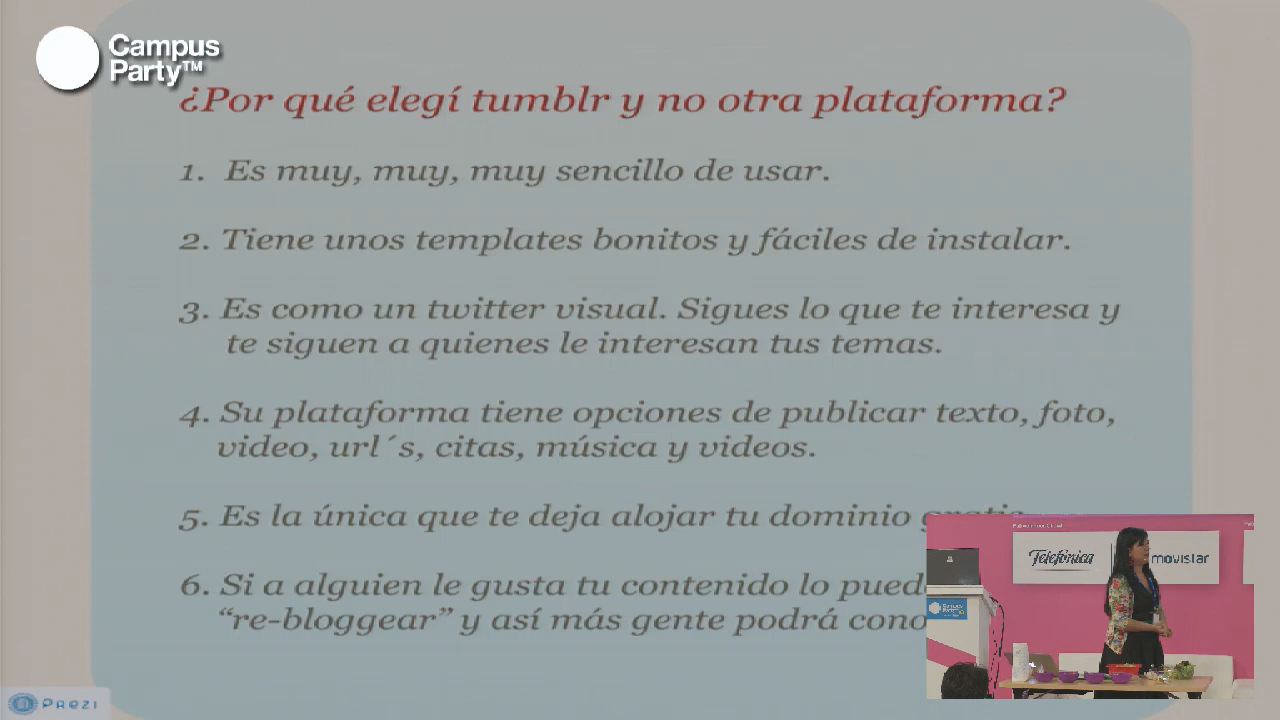 Campus
Party™
¿Por qué elegí tumblr y no otra plataforma?
1. Es muy, muy, muy sencillo de usar.
2. Tiene unos templates bonitos y fáciles de instalar.
3. Es como un twitter visual. Sigues lo que te interesa y
te siguen a quienes le interesan tus temas.
4. Su plataforma tiene opciones de publicar texto, foto,
video, url´s, citas, música y videos.
5. Es la única que te deja alojar tu dominio
6. Si a alguien le gusta tu contenido lo
“re-bloggear” y así más gente podrá
Telefónica
movistar
Campus
Party
Prezi